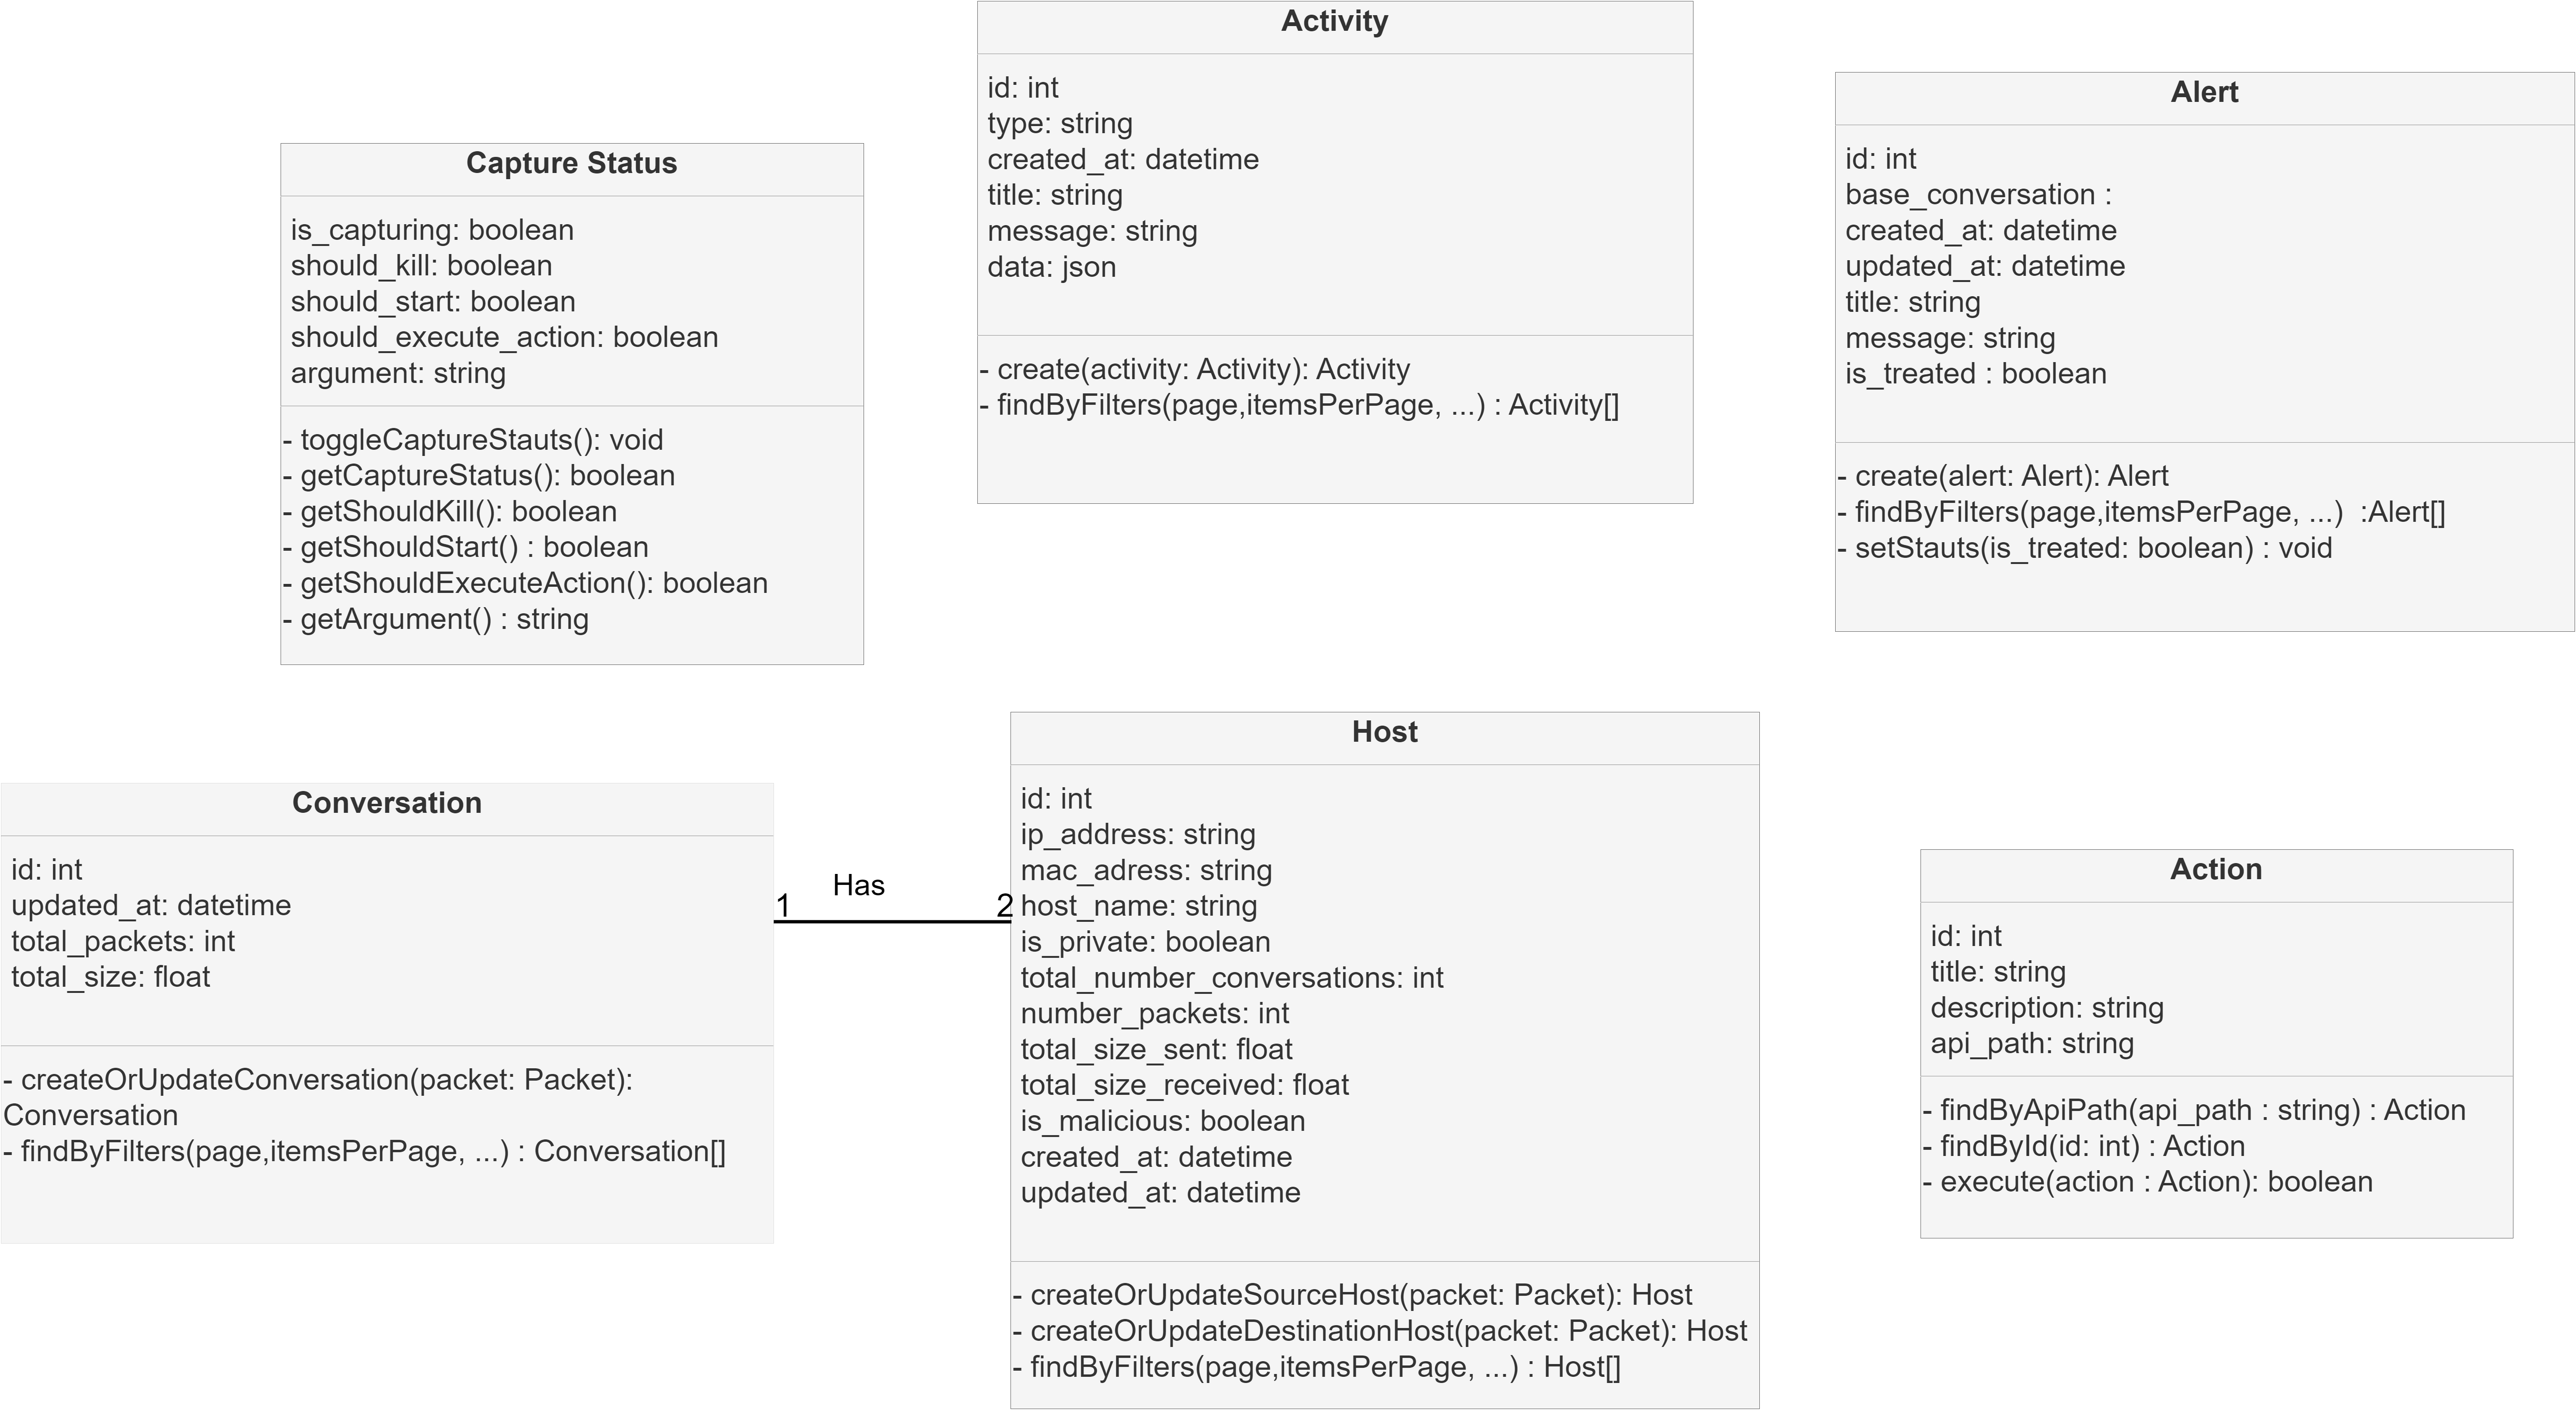 Activity
id: int
type: string
created_at: datetime
title: string
message: string
data: json
- create(activity: Activity): Activity
- findByFilters(page,itemsPerPage, ...) : Activity[]
Alert
id: int
base_conversation :
created_at: datetime
updated_at: datetime
title: string
message: string
is_treated : boolean
- create(alert: Alert): Alert
- findByFilters(page,itemsPerPage, ...)  :Alert[]
- setStauts(is_treated: boolean) : void
Capture Status
is_capturing: boolean
should_kill: boolean
should_start: boolean
should_execute_action: boolean
argument: string
- toggleCaptureStauts(): void
- getCaptureStatus(): boolean
- getShouldKill(): boolean
- getShouldStart() : boolean
- getShouldExecuteAction(): boolean
- getArgument() : string
Conversation
id: int
updated_at: datetime
total_packets: int
total_size: float
- createOrUpdateConversation(packet: Packet):
Conversation
- findByFilters(page,itemsPerPage, ...) : Conversation[]
Has
1
2
Host
id: int
ip_address: string
mac_adress: string
host_name: string
is_private: boolean
total_number_conversations: int
number_packets: int
total_size_sent: float
total_size_received: float
is_malicious: boolean
created_at: datetime
updated_at: datetime
- createOrUpdateSourceHost(packet: Packet): Host
- createOrUpdateDestinationHost(packet: Packet): Host
- findByFilters(page,itemsPerPage, ...) : Host[]
Action
id: int
title: string
description: string
api_path: string
- findByApiPath(api_path : string) : Action
- findById(id: int) : Action
- execute(action : Action): boolean